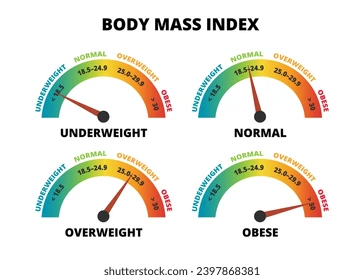 BODY MASS INDEX
UNDERWEIGHT NORMAL OVERWEIGHT OBESE
< 18.5 18.5-24.9 25.0-29.9 > 30
UNDERWEIGHT
UNDERWEIGHT NORMAL OVERWEIGHT OBESE
< 18.5 18.5-24.9 25.0-29.9 > 30
NORMAL
UNDERWEIGHT NORMAL OVERWEIGHT OBESE
< 18.5 18.5-24.9 25.0-29.9 > 30
OVERWEIGHT
UNDERWEIGHT NORMAL OVERWEIGHT OBESE
< 18.5 18.5-24.9 25.0-29.9 > 30
OBESE
shutterstock.com · 2397868381